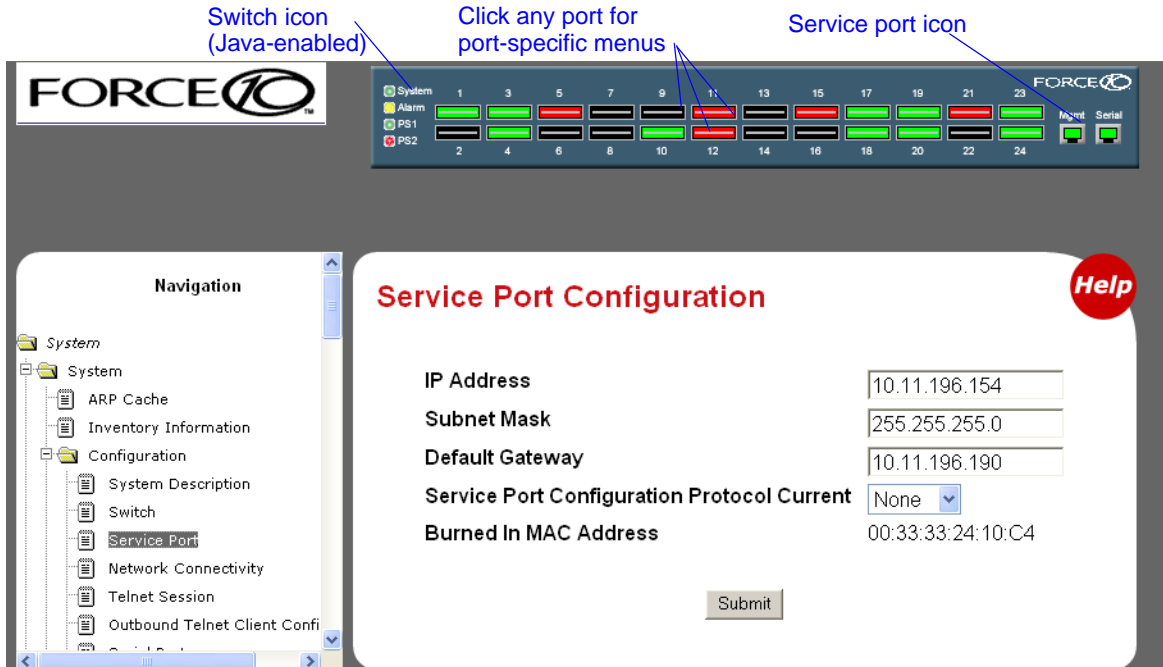 Switch icon
(Java-enabled)
Click any port for
port-specific menus
Service port icon
FORCE10™
System
Alarm
PS1
PS2
1 3 5 7 9 11 13 15 17 19 21 23
2 4 6 8 10 12 14 16 18 20 22 24
FORCE10
Mgmt Serial
Navigation
System
System
ARP Cache
Inventory Information
Configuration
System Description
Switch
Service Port
Network Connectivity
Telnet Session
Outbound Telnet Client Confi
Service Port Configuration
Help
IP Address 10.11.196.154
Subnet Mask 255.255.255.0
Default Gateway 10.11.196.190
Service Port Configuration Protocol Current None
Burned In MAC Address 00:33:33:24:10:C4
Submit